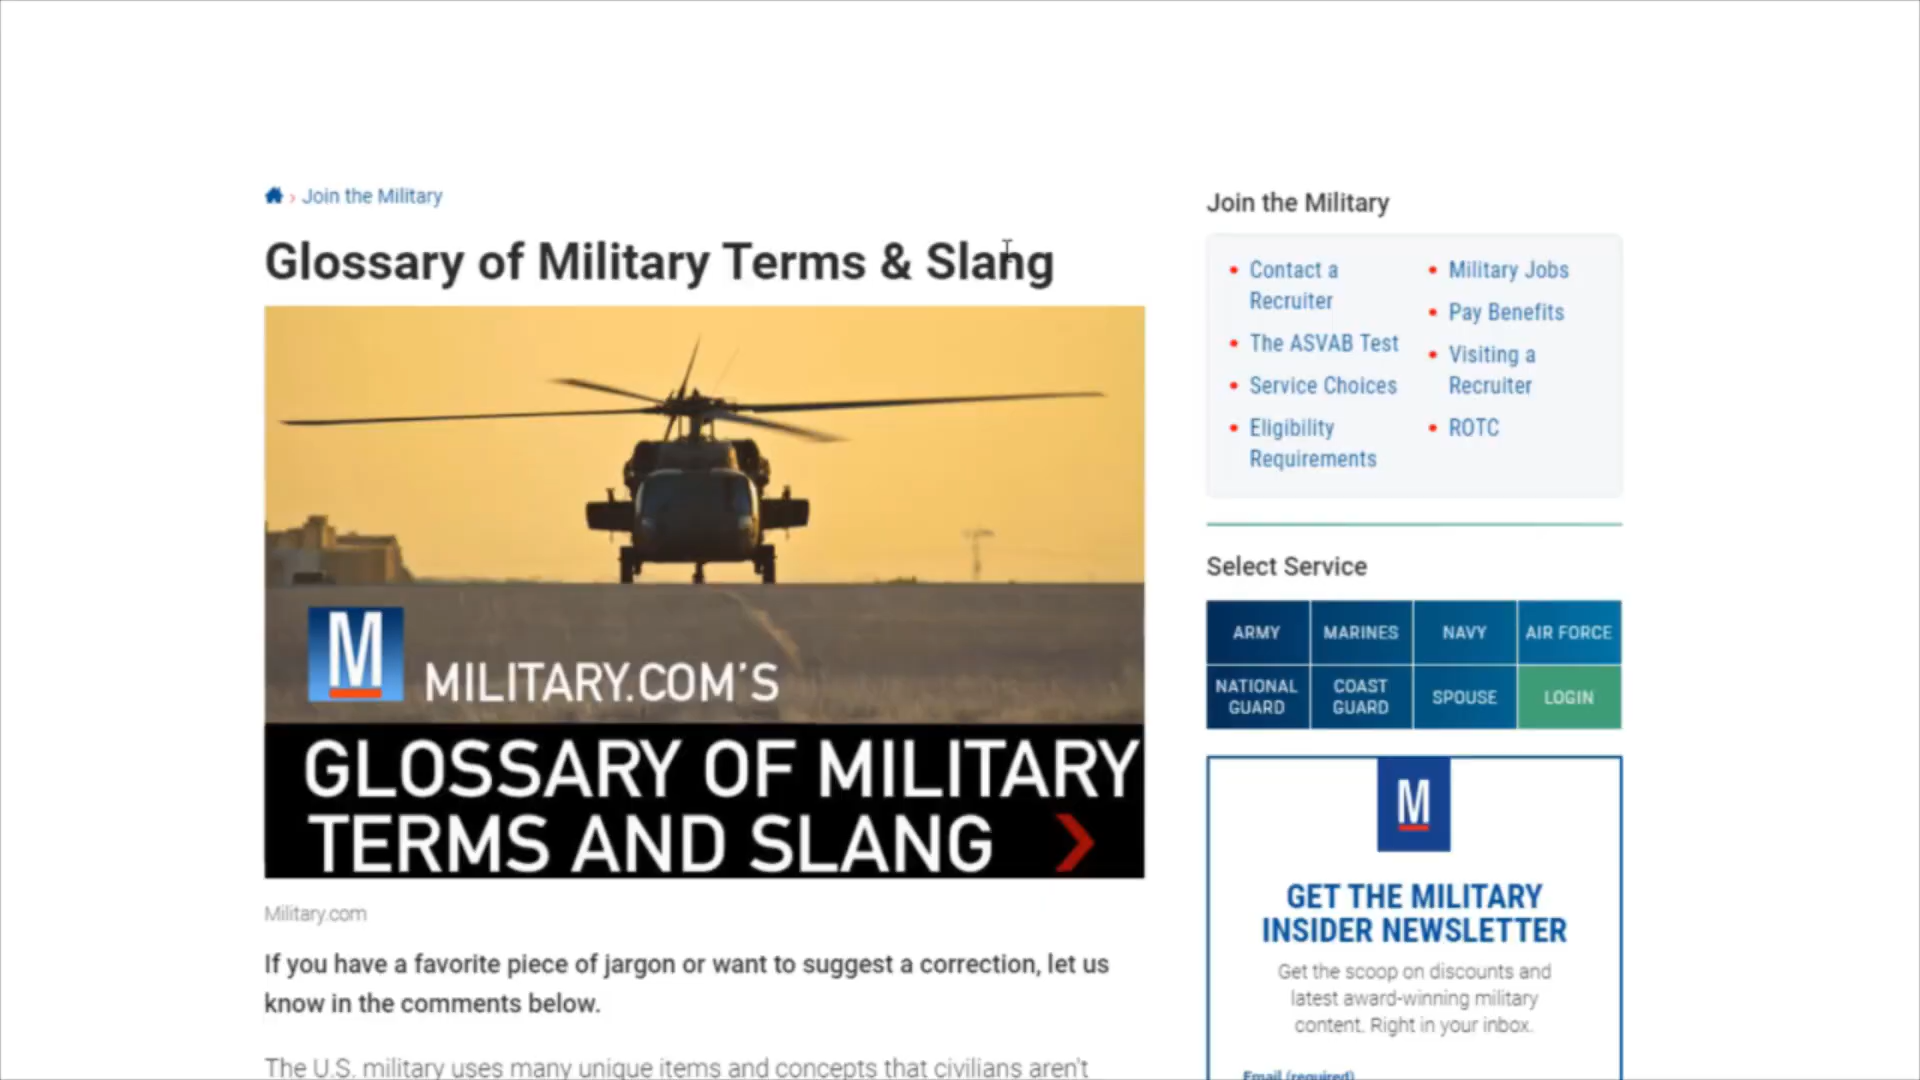 Join the Military
Glossary of Military Terms & Slang
M
MILITARY.COM'S
GLOSSARY OF MILITARY
TERMS AND SLANG
Military.com
If you have a favorite piece of jargon or want to suggest a correction, let us
know in the comments below.
The U.S. military uses many unique items and concepts that civilians aren't
Join the Military
Contact a
Recruiter
The ASVAB Test
Service Choices
Eligibility
Requirements
Military Jobs
Pay Benefits
Visiting a
Recruiter
ROTC
Select Service
ARMY
MARINES
NAVY
AIR FORCE
NATIONAL
GUARD
COAST
GUARD
SPOUSE
LOGIN
M
GET THE MILITARY
INSIDER NEWSLETTER
Get the scoop on discounts and
latest award-winning military
content. Right in your inbox.
Email (required)